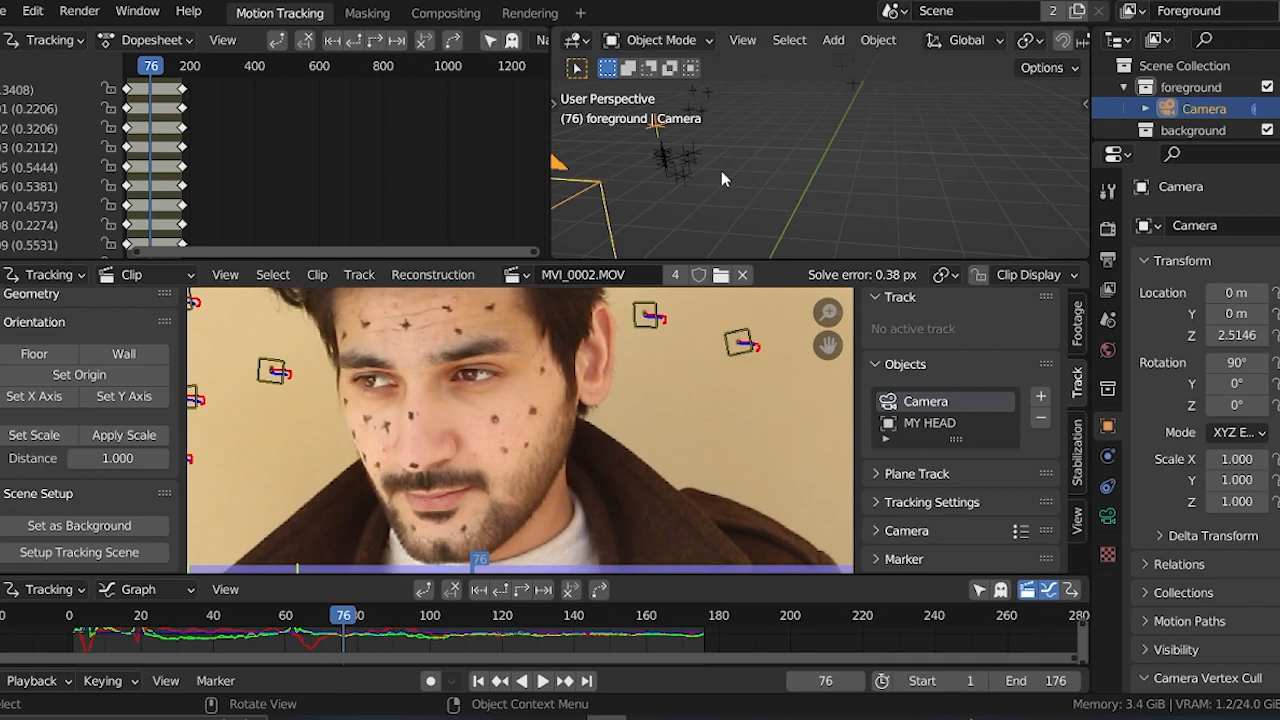 Edit Render Window Help Motion Tracking Masking Compositing Rendering + Scene 2 Foreground
Tracking Dopesheet View Na Object Mode View Select Add Object Global
76 200 400 600 800 1000 1200 Options
Scene Collection
foreground
Camera
background
.3408)
01 (0.2206)
02 (0.3206)
03 (0.2112)
05 (0.5444)
06 (0.5381)
07 (0.4573)
08 (0.2274)
09 (0.5531)
User Perspective
(76) foreground | Camera
Tracking Clip View Select Clip Track Reconstruction MVI_0002.MOV 4 Solve error: 0.38 px Clip Display
Geometry
Orientation
Floor Wall
Set Origin
Set X Axis Set Y Axis
Set Scale Apply Scale
Distance 1.000
Scene Setup
Set as Background
Setup Tracking Scene
76
Track
No active track
Objects
Camera
MY HEAD
Plane Track
Tracking Settings
Camera
Marker
Footage
Track
Stabilization
View
Camera
Camera
Transform
Location 0 m
Y 0 m
Z 2.5146
Rotation 90°
Y 0°
Z 0°
Mode XYZ E...
Scale X 1.000
Y 1.000
Z 1.000
Delta Transform
Relations
Collections
Motion Paths
Visibility
Camera Vertex Cull
Tracking Graph View
0 20 40 60 76 100 120 140 160 180 200 220 240 260 280
Playback Keying View Marker 76 Start 1 End 176
Rotate View Object Context Menu Memory: 3.4 GiB | VRAM: 1.2/24.0 GiB